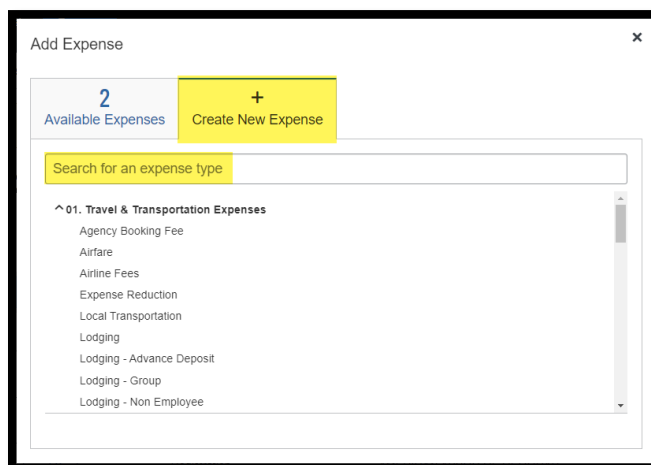 Add Expense
×
2
Available Expenses
+
Create New Expense
Search for an expense type
01. Travel & Transportation Expenses
Agency Booking Fee
Airfare
Airline Fees
Expense Reduction
Local Transportation
Lodging
Lodging - Advance Deposit
Lodging - Group
Lodging - Non Employee